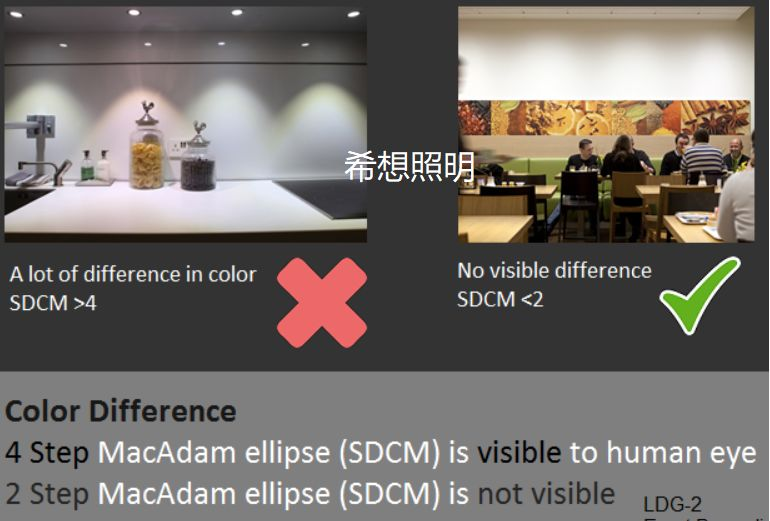 希想照明
A lot of difference in color
SDCM >4
No visible difference
SDCM <2
Color Difference
4 Step MacAdam ellipse (SDCM) is visible to human eye
2 Step MacAdam ellipse (SDCM) is not visible
LDG-2